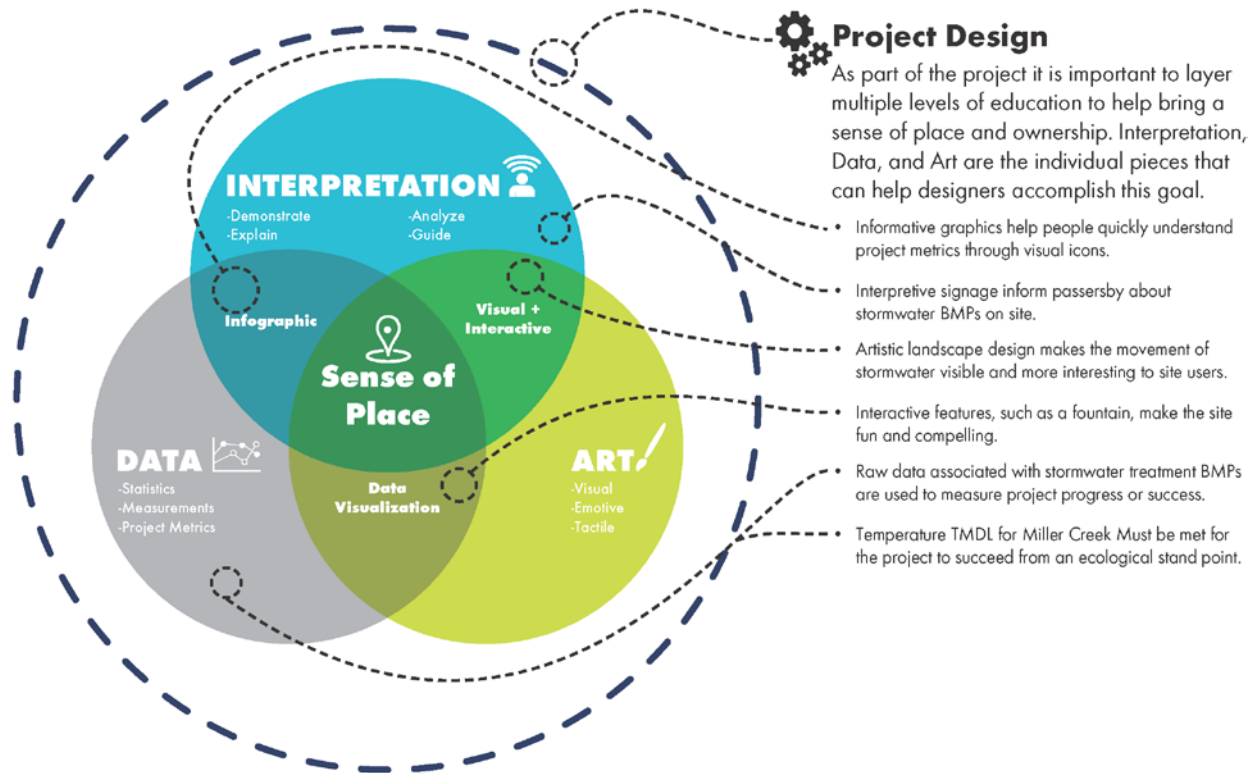 Project Design
As part of the project it is important to layer
multiple levels of education to help bring a
sense of place and ownership. Interpretation,
Data, and Art are the individual pieces that
can help designers accomplish this goal.
• Informative graphics help people quickly understand
project metrics through visual icons.
• Interpretive signage inform passersby about
stormwater BMPs on site.
• Artistic landscape design makes the movement of
stormwater visible and more interesting to site users.
• Interactive features, such as a fountain, make the site
fun and compelling.
• Raw data associated with stormwater treatment BMPs
are used to measure project progress or success.
• Temperature TMDL for Miller Creek Must be met for
the project to succeed from an ecological stand point.
INTERPRETATION
-Demonstrate
-Explain
-Analyze
-Guide
Infographic
Visual +
Interactive
Sense of
Place
DATA
-Statistics
-Measurements
-Project Metrics
Data
Visualization
ART
-Visual
-Emotive
-Tactile